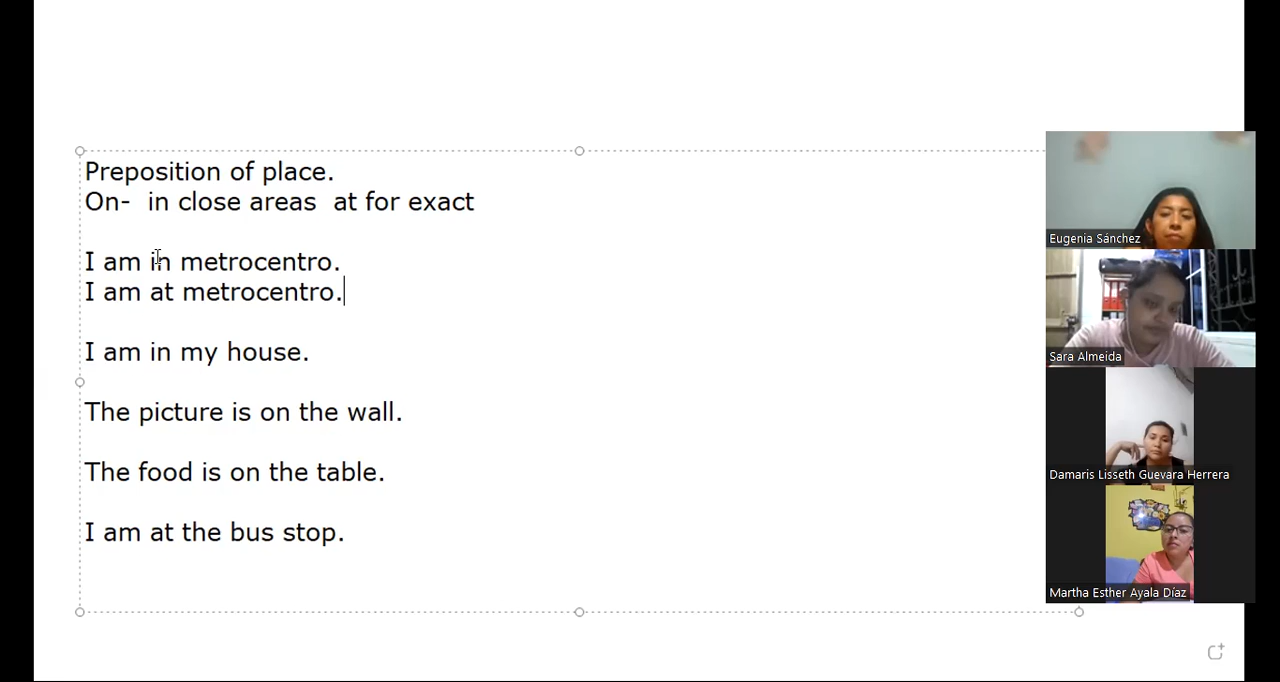 Preposition of place.
On-  in close areas  at for exact
I am in metrocentro.
I am at metrocentro.
I am in my house.
The picture is on the wall.
The food is on the table.
I am at the bus stop.
Eugenia Sánchez
Sara Almeida
Damaris Lisseth Guevara Herrera
Martha Esther Ayala Díaz